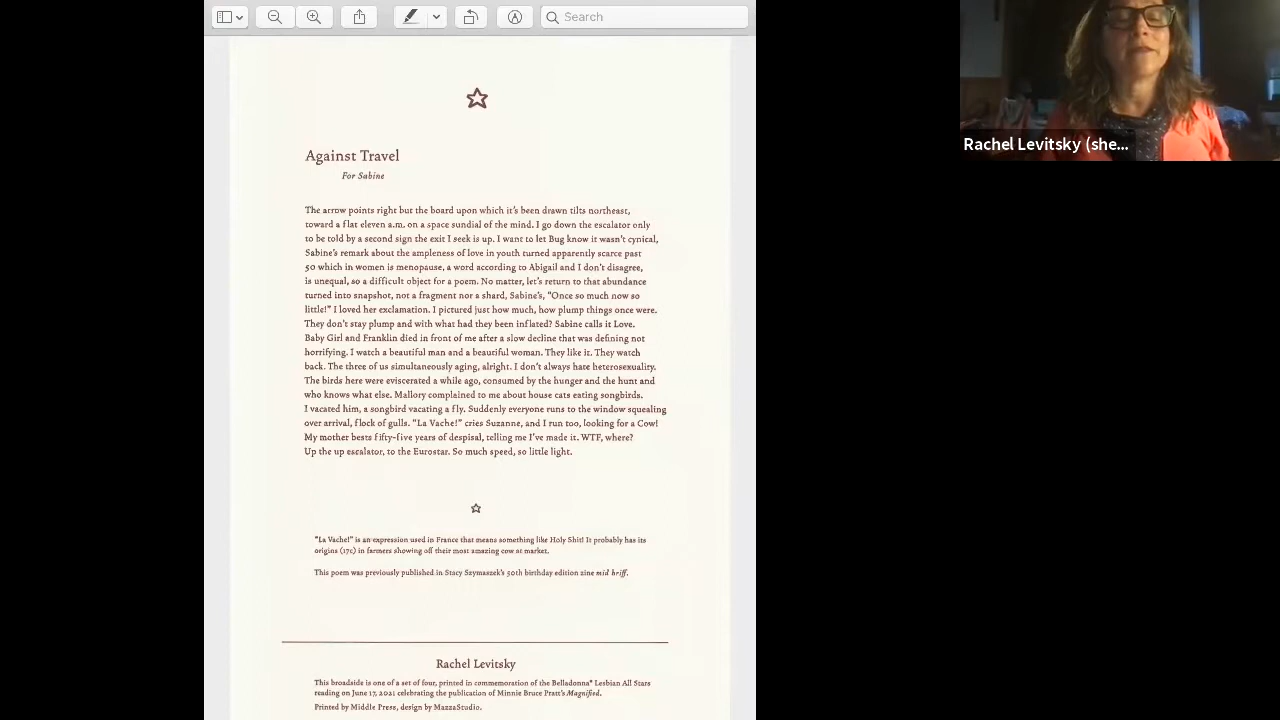 Search
Against Travel
For Sabine
The arrow points right but the board upon which it's been drawn tilts northeast,
toward a flat eleven a.m. on a space sundial of the mind. I go down the escalator only
to be told by a second sign the exit I seek is up. I want to let Bug know it wasn't cynical,
Sabine's remark about the ampleness of love in youth turned apparently scarce past
50 which in women is menopause, a word according to Abigail and I don't disagree,
is unequal, so a difficult object for a poem. No matter, let's return to that abundance
turned into snapshot, not a fragment nor a shard, Sabine's, "Once so much now so
little!" I loved her exclamation. I pictured just how much, how plump things once were.
They don't stay plump and with what had they been inflated? Sabine calls it Love.
Baby Girl and Franklin died in front of me after a slow decline that was defining not
horrifying. I watch a beautiful man and a beautiful woman. They like it. They watch
back. The three of us simultaneously aging, alright. I don't always hate heterosexuality.
The birds here were eviscerated a while ago, consumed by the hunger and the hunt and
who knows what else. Mallory complained to me about house cats eating songbirds.
I vacated him, a songbird vacating a fly. Suddenly everyone runs to the window squealing
over arrival, flock of gulls. "La Vache!" cries Suzanne, and I run too, looking for a Cow!
My mother bests fifty-five years of despisal, telling me I've made it. WTF, where?
Up the up escalator, to the Eurostar. So much speed, so little light.
"La Vache!" is an expression used in France that means something like Holy Shit! It probably has its
origins (17c) in farmers showing off their most amazing cow at market.
This poem was previously published in Stacy Szymaszek's 50th birthday edition zine mid briff.
Rachel Levitsky
This broadside is one of a set of four, printed in commemoration of the Belladonna* Lesbian All Stars
reading on June 17, 2021 celebrating the publication of Minnie Bruce Pratt's Magnified.
Printed by Middle Press, design by MazzaStudio.
Rachel Levitsky (she...